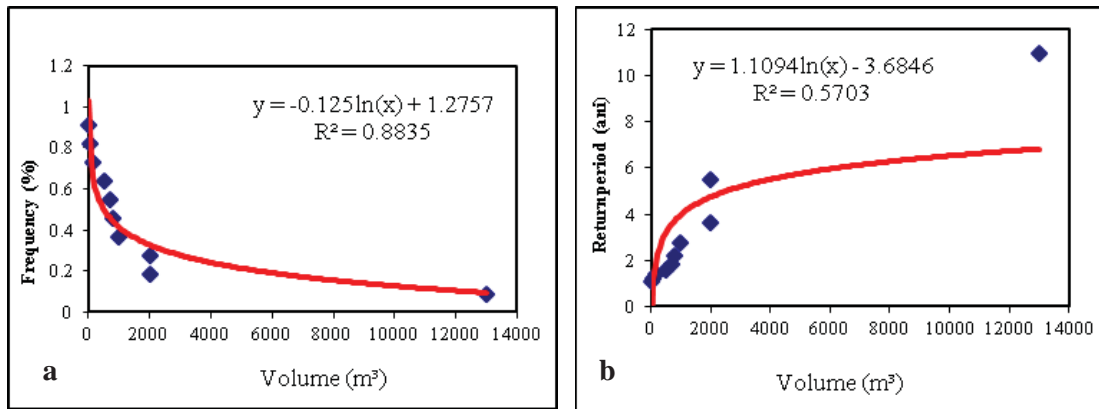 1.2
1
0.8
0.6
0.4
0.2
0
Frequency (%)
y = -0.125ln(x) + 1.2757
R² = 0.8835
0 2000 4000 6000 8000 10000 12000 14000
a
Volume (m³)
12
10
8
6
4
2
0
Returnperiod (ani)
y = 1.1094ln(x) - 3.6846
R² = 0.5703
0 2000 4000 6000 8000 10000 12000 14000
b
Volume (m³)